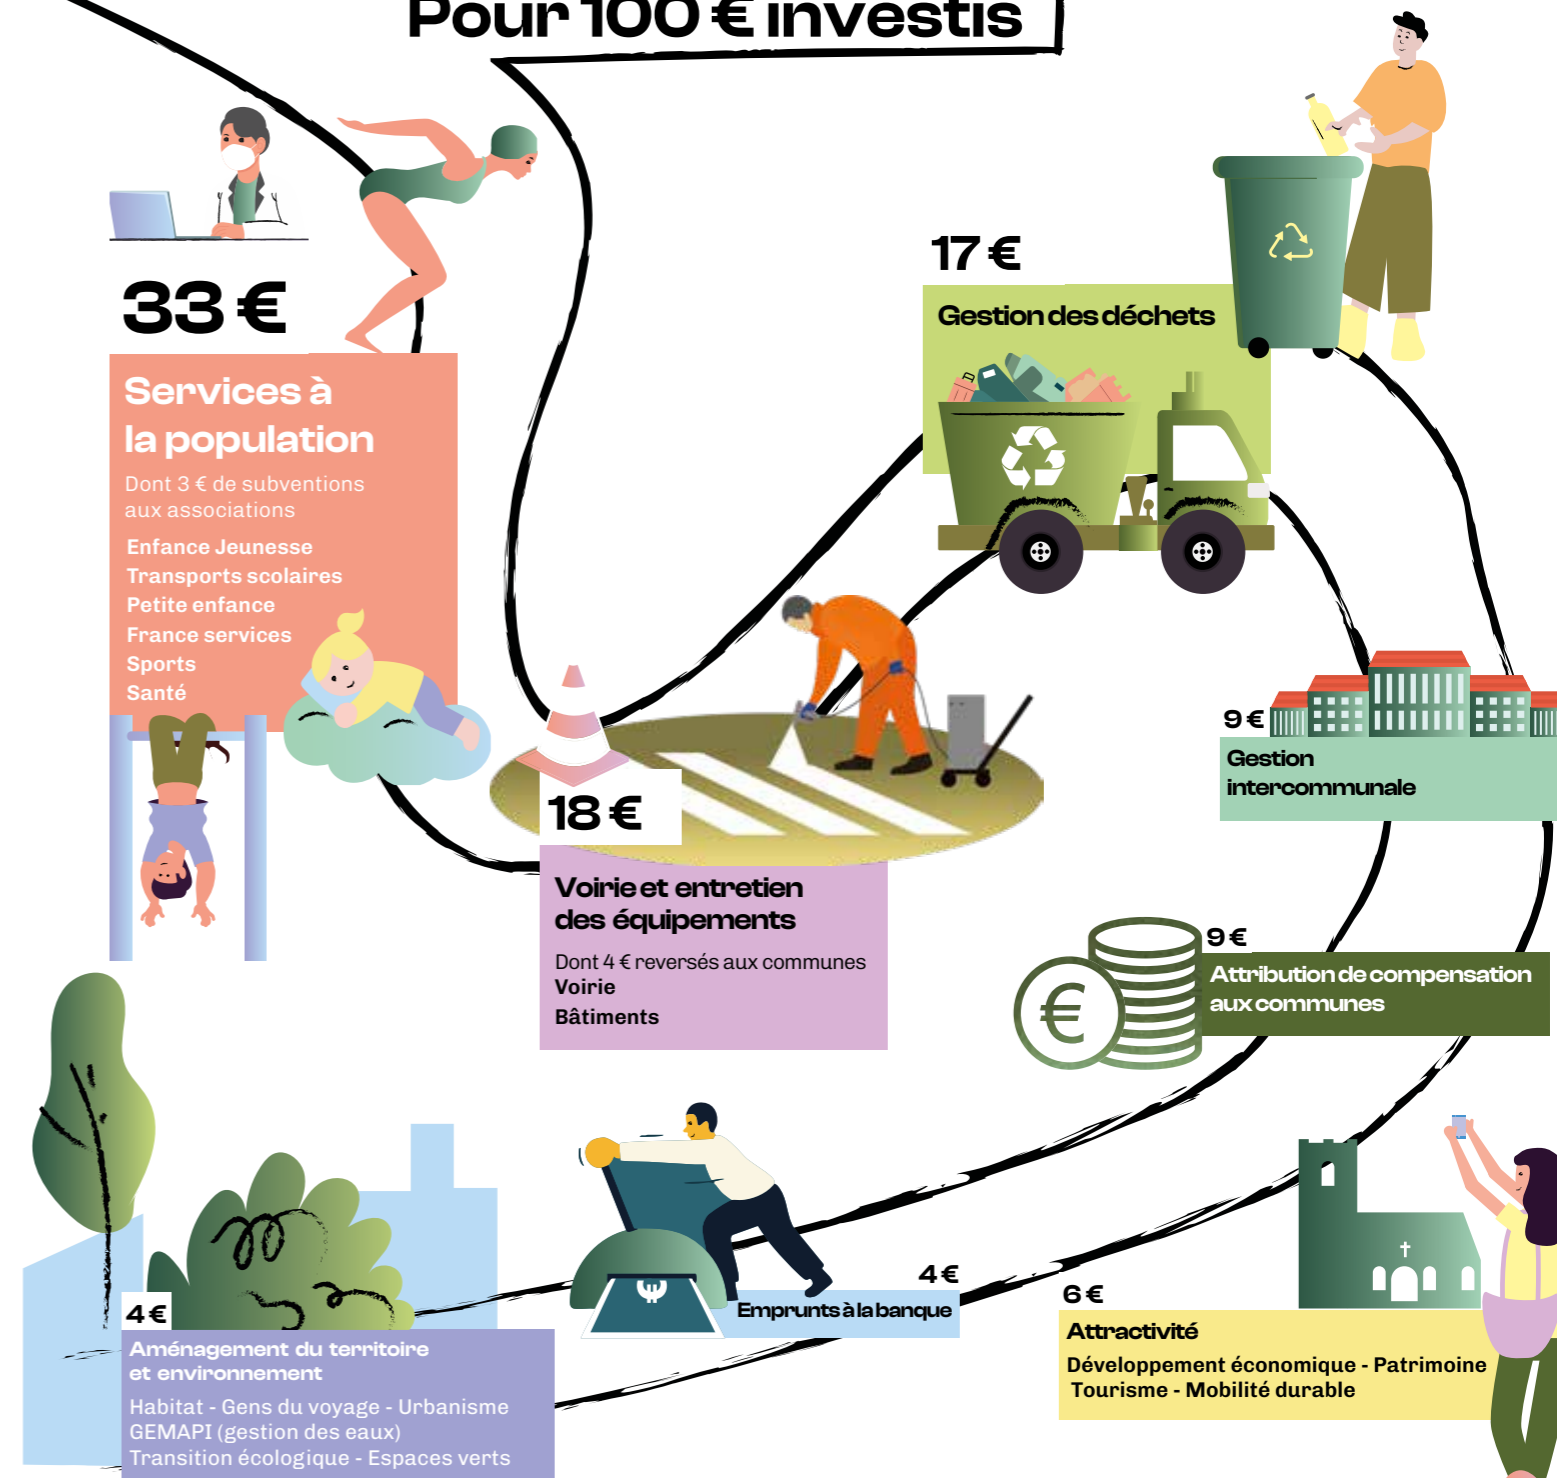 Pour 100 € investis
33 €
Services à
la population
Dont 3 € de subventions
aux associations
Enfance Jeunesse
Transports scolaires
Petite enfance
France services
Sports
Santé
17 €
Gestion des déchets
18 €
Voirie et entretien
des équipements
Dont 4 € reversés aux communes
Voirie
Bâtiments
9 €
Gestion
intercommunale
9 €
Attribution de compensation
aux communes
€
4 €
Aménagement du territoire
et environnement
Habitat - Gens du voyage - Urbanisme
GEMAPI (gestion des eaux)
Transition écologique - Espaces verts
4 €
Emprunts à la banque
6 €
Attractivité
Développement économique - Patrimoine
Tourisme - Mobilité durable